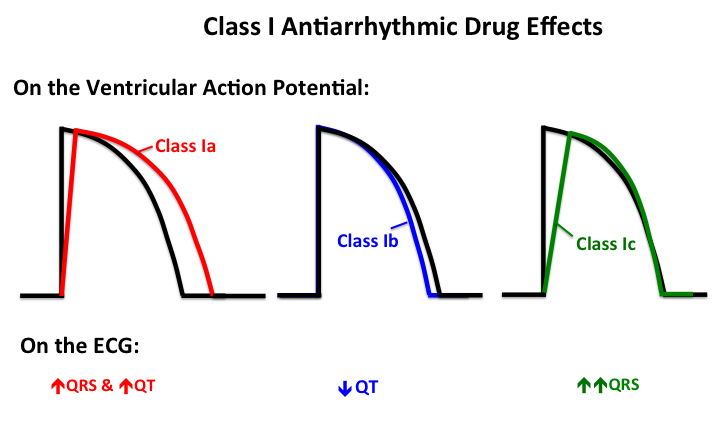 Class I Antiarrhythmic Drug Effects
On the Ventricular Action Potential:
Class Ia
Class Ib
Class Ic
On the ECG:
↑QRS & ↑QT
↓QT
↑↑QRS